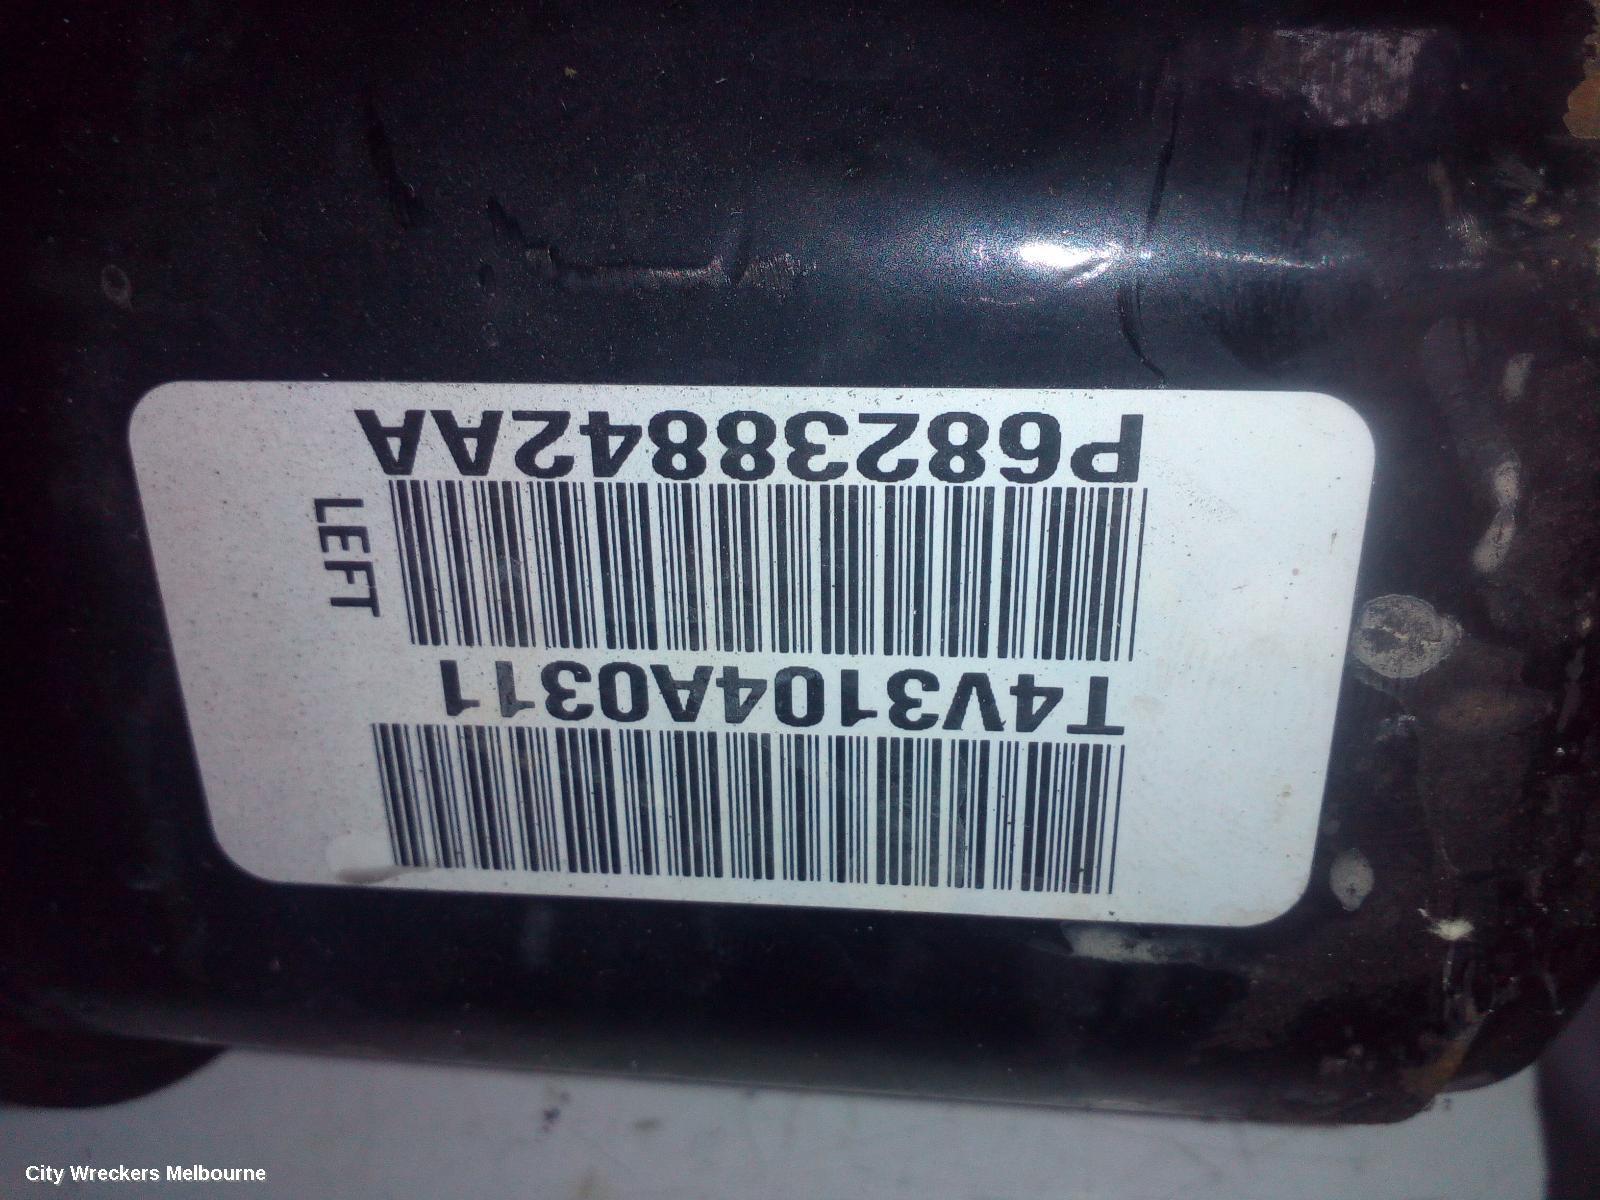 P68238842AA
LEFT
T4V3104A0311
City Wreckers Melbourne